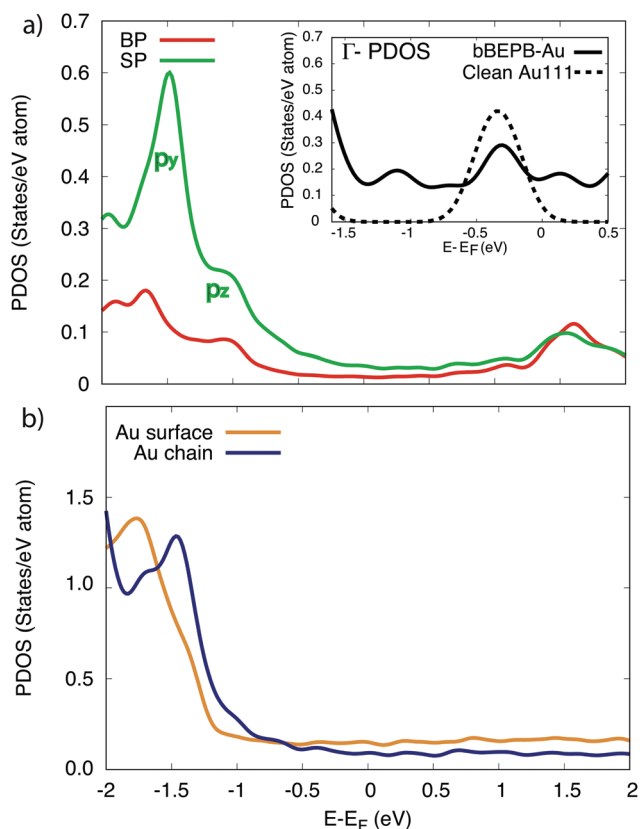 a)
BP
SP
PDOS (States/eV atom)
0.7
0.6
0.5
0.4
0.3
0.2
0.1
0
py
pz
Γ- PDOS
bBEPB-Au
Clean Au111
PDOS (States/eV atom)
0.7
0.6
0.5
0.4
0.3
0.2
0.1
0
-1.5 -1 -0.5 0 0.5
E-EF(eV)
b)
Au surface
Au chain
PDOS (States/eV atom)
1.5
1.0
0.5
0.0
-2 -1.5 -1 -0.5 0 0.5 1 1.5 2
E-EF (eV)